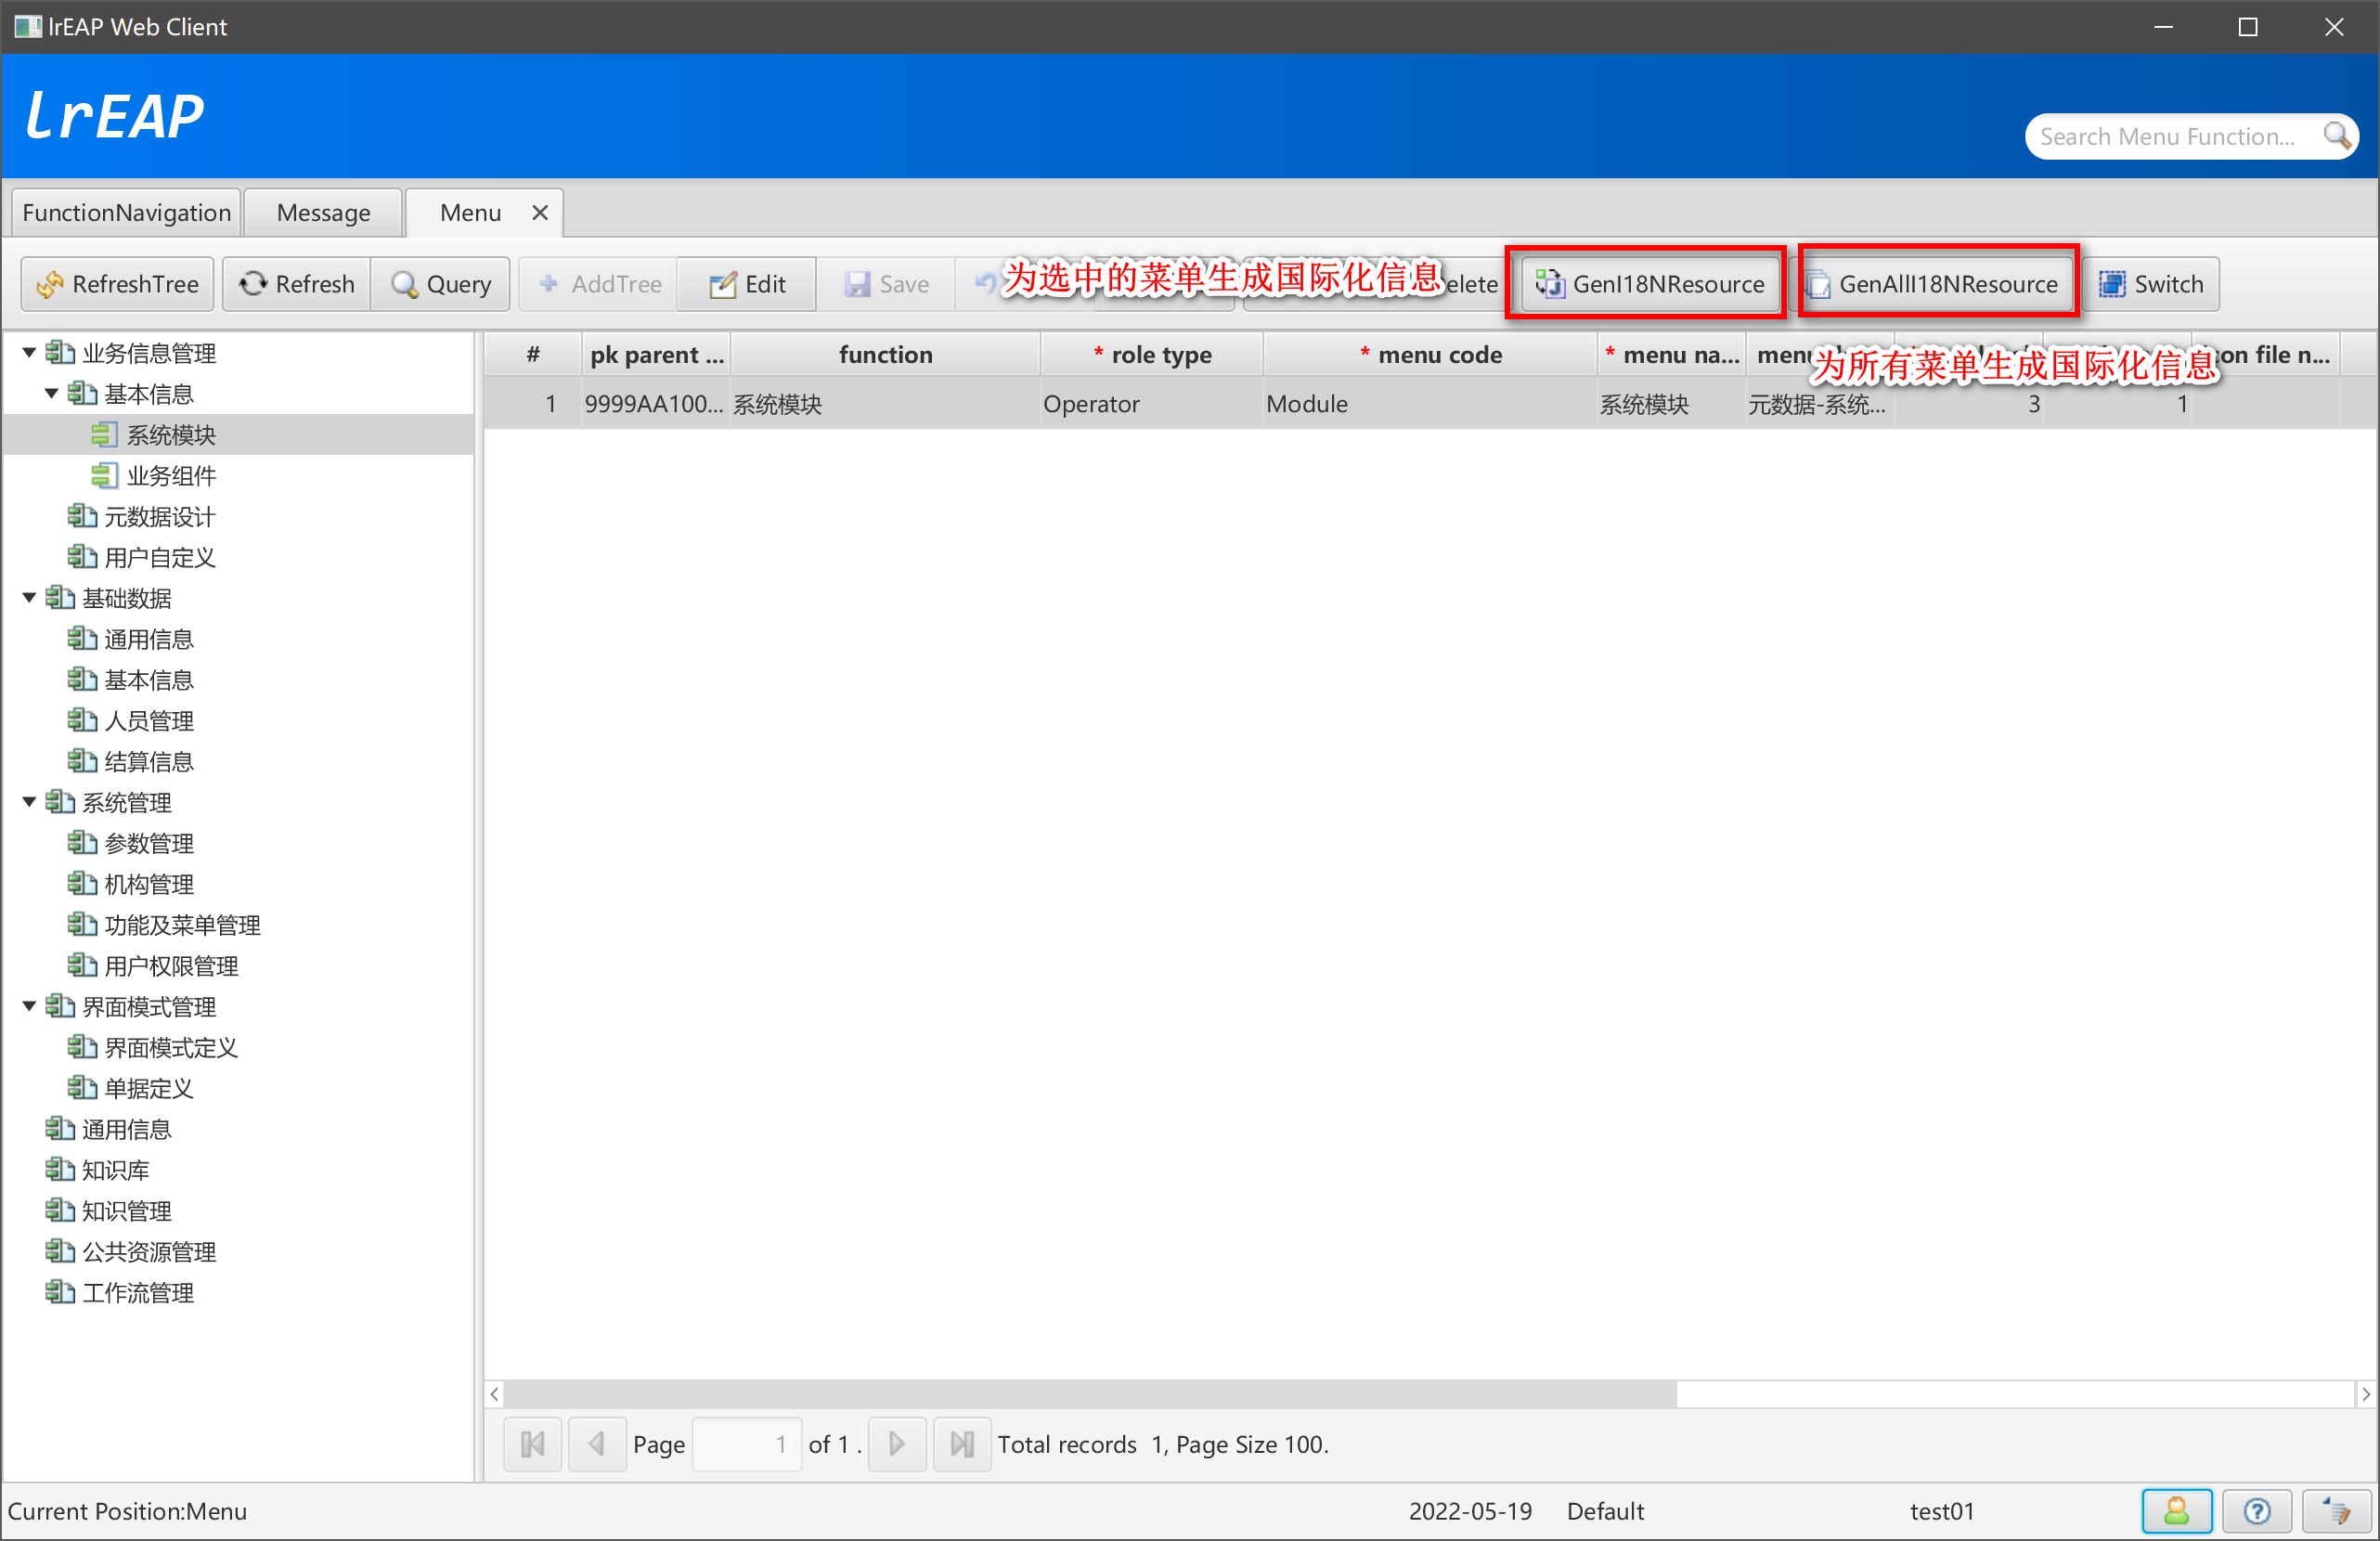 lrEAP Web Client
lrEAP
Search Menu Function...
FunctionNavigation Message Menu
RefreshTree Refresh Query AddTree Edit Save 为选中的菜单生成国际化信息 elete GenI18NResource GenAllI18NResource Switch
业务信息管理
基本信息
系统模块
业务组件
元数据设计
用户自定义
基础数据
通用信息
基本信息
人员管理
结算信息
系统管理
参数管理
机构管理
功能及菜单管理
用户权限管理
界面模式管理
界面模式定义
单据定义
通用信息
知识库
知识管理
公共资源管理
工作流管理
# pk parent ... function * role type * menu code * menu na... menu con file n...
为所有菜单生成国际化信息
1 9999AA100... 系统模块 Operator Module 系统模块 元数据-系统... 3 1
Page 1 of 1 . Total records 1, Page Size 100.
Current Position:Menu 2022-05-19 Default test01